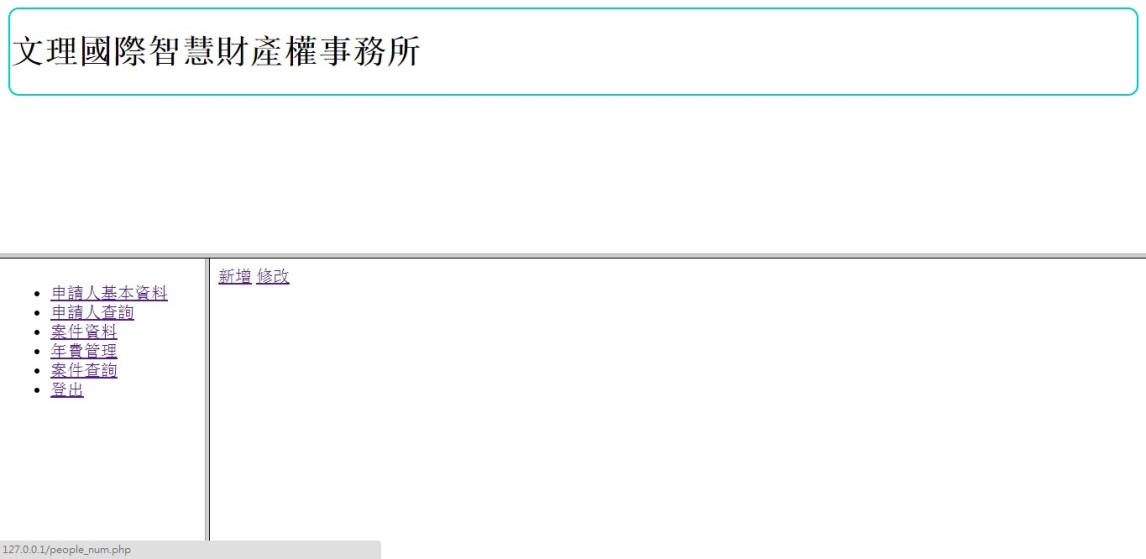 文理國際智慧財產權事務所
新增 修改
申請人基本資料
申請人查詢
案件資料
年費管理
案件查詢
登出
127.0.0.1/people_num.php